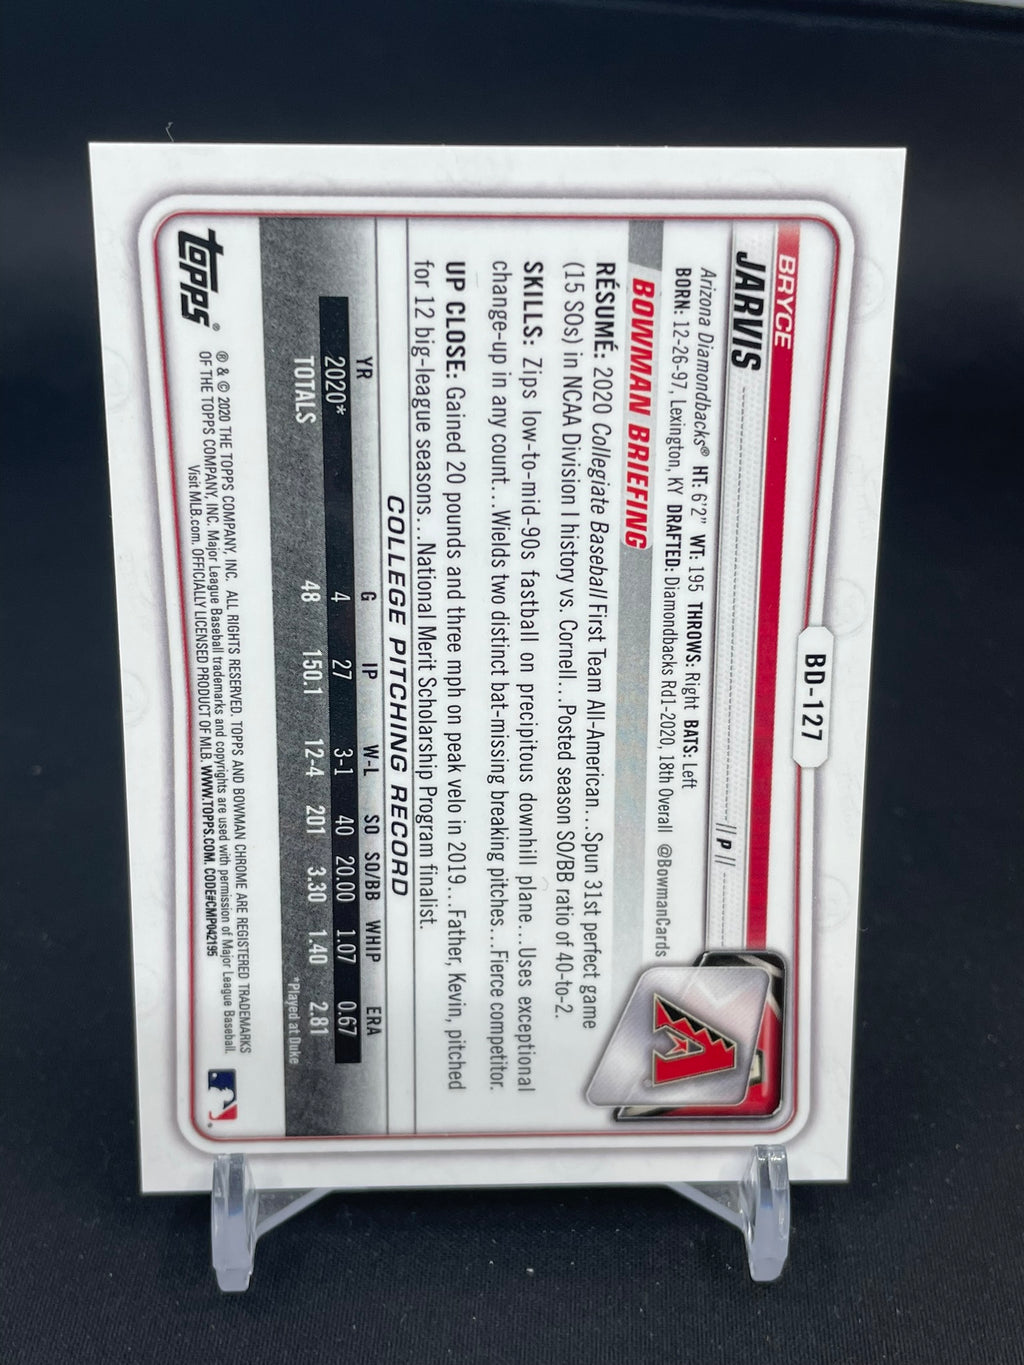 BD-127
BRYCE
JARVIS
|| P ||
Arizona Diamondbacks® HT: 6'2" WT: 195 THROWS: Right BATS: Left
BORN: 12-26-97, Lexington, KY DRAFTED: Diamondbacks Rd1-2020, 18th Overall @BowmanCards
BOWMAN BRIEFING
RÉSUMÉ: 2020 Collegiate Baseball First Team All-American...Spun 31st perfect game
(15 SOs) in NCAA Division I history vs. Cornell...Posted season SO/BB ratio of 40-to-2.
SKILLS: Zips low-to-mid-90s fastball on precipitous downhill plane...Uses exceptional
change-up in any count...Wields two distinct bat-missing breaking pitches...Fierce competitor.
UP CLOSE: Gained 20 pounds and three mph on peak velo in 2019...Father, Kevin, pitched
for 12 big-league seasons...National Merit Scholarship Program finalist.
COLLEGE PITCHING RECORD
YR G IP W-L SO SO/BB WHIP ERA
2020* 4 27 3-1 40 20.00 1.07 0.67
TOTALS 48 150.1 12-4 201 3.30 1.40 2.81
*Played at Duke
topps®
® & © 2020 THE TOPPS COMPANY, INC. ALL RIGHTS RESERVED. TOPPS AND BOWMAN CHROME ARE REGISTERED TRADEMARKS
OF THE TOPPS COMPANY, INC. Major League Baseball trademarks and copyrights are used with permission of Major League Baseball.
Visit MLB.com. OFFICIALLY LICENSED PRODUCT OF MLB. WWW.TOPPS.COM. CODE#CMP042195